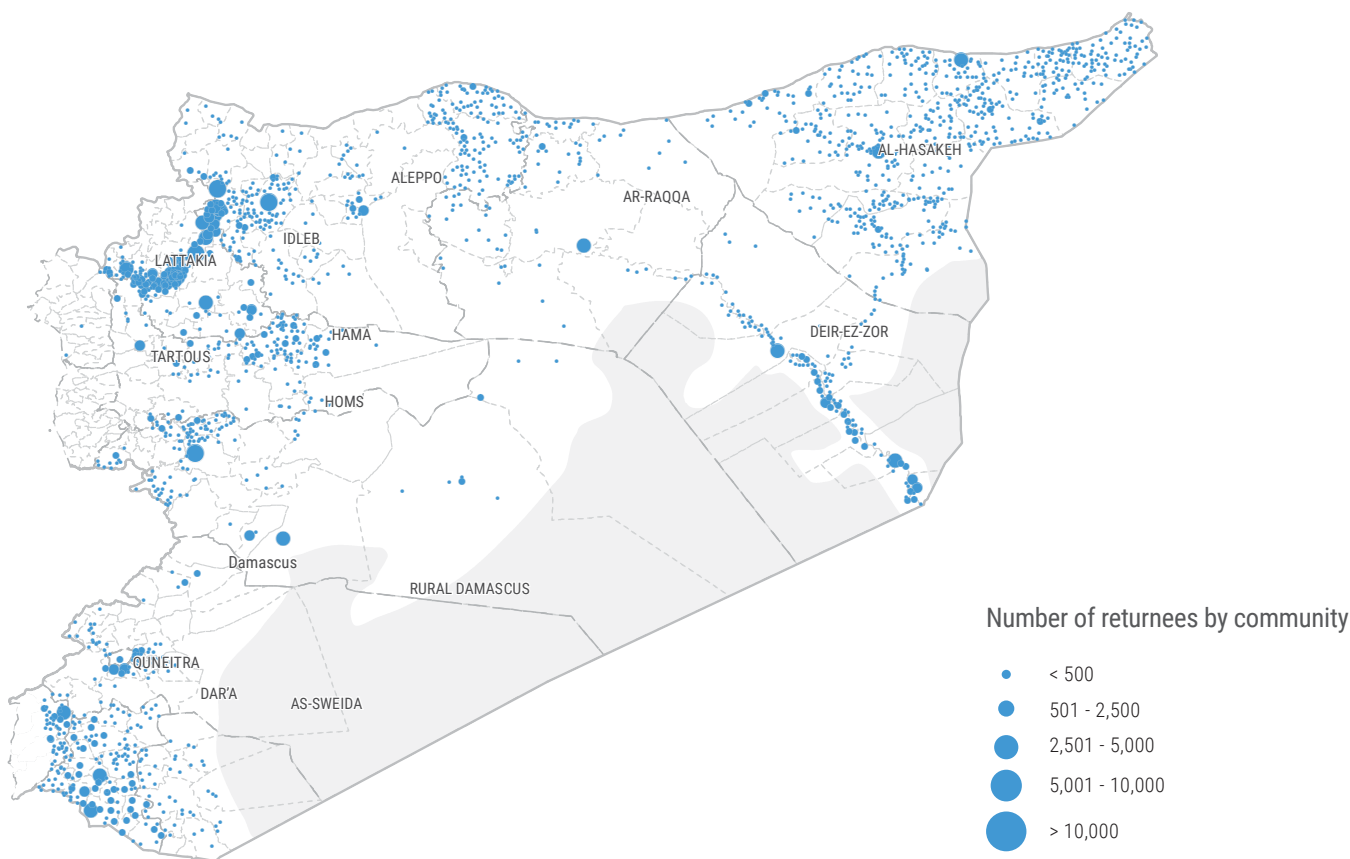 AL-HASAKEH
ALEPPO
AR-RAQQA
IDLEB
LATTAKIA
DEIR-EZ-ZOR
HAMA
TARTOUS
HOMS
Damascus
RURAL DAMASCUS
QUNEITRA
DAR'A
AS-SWEIDA
Number of returnees by community
< 500
501 - 2,500
2,501 - 5,000
5,001 - 10,000
> 10,000